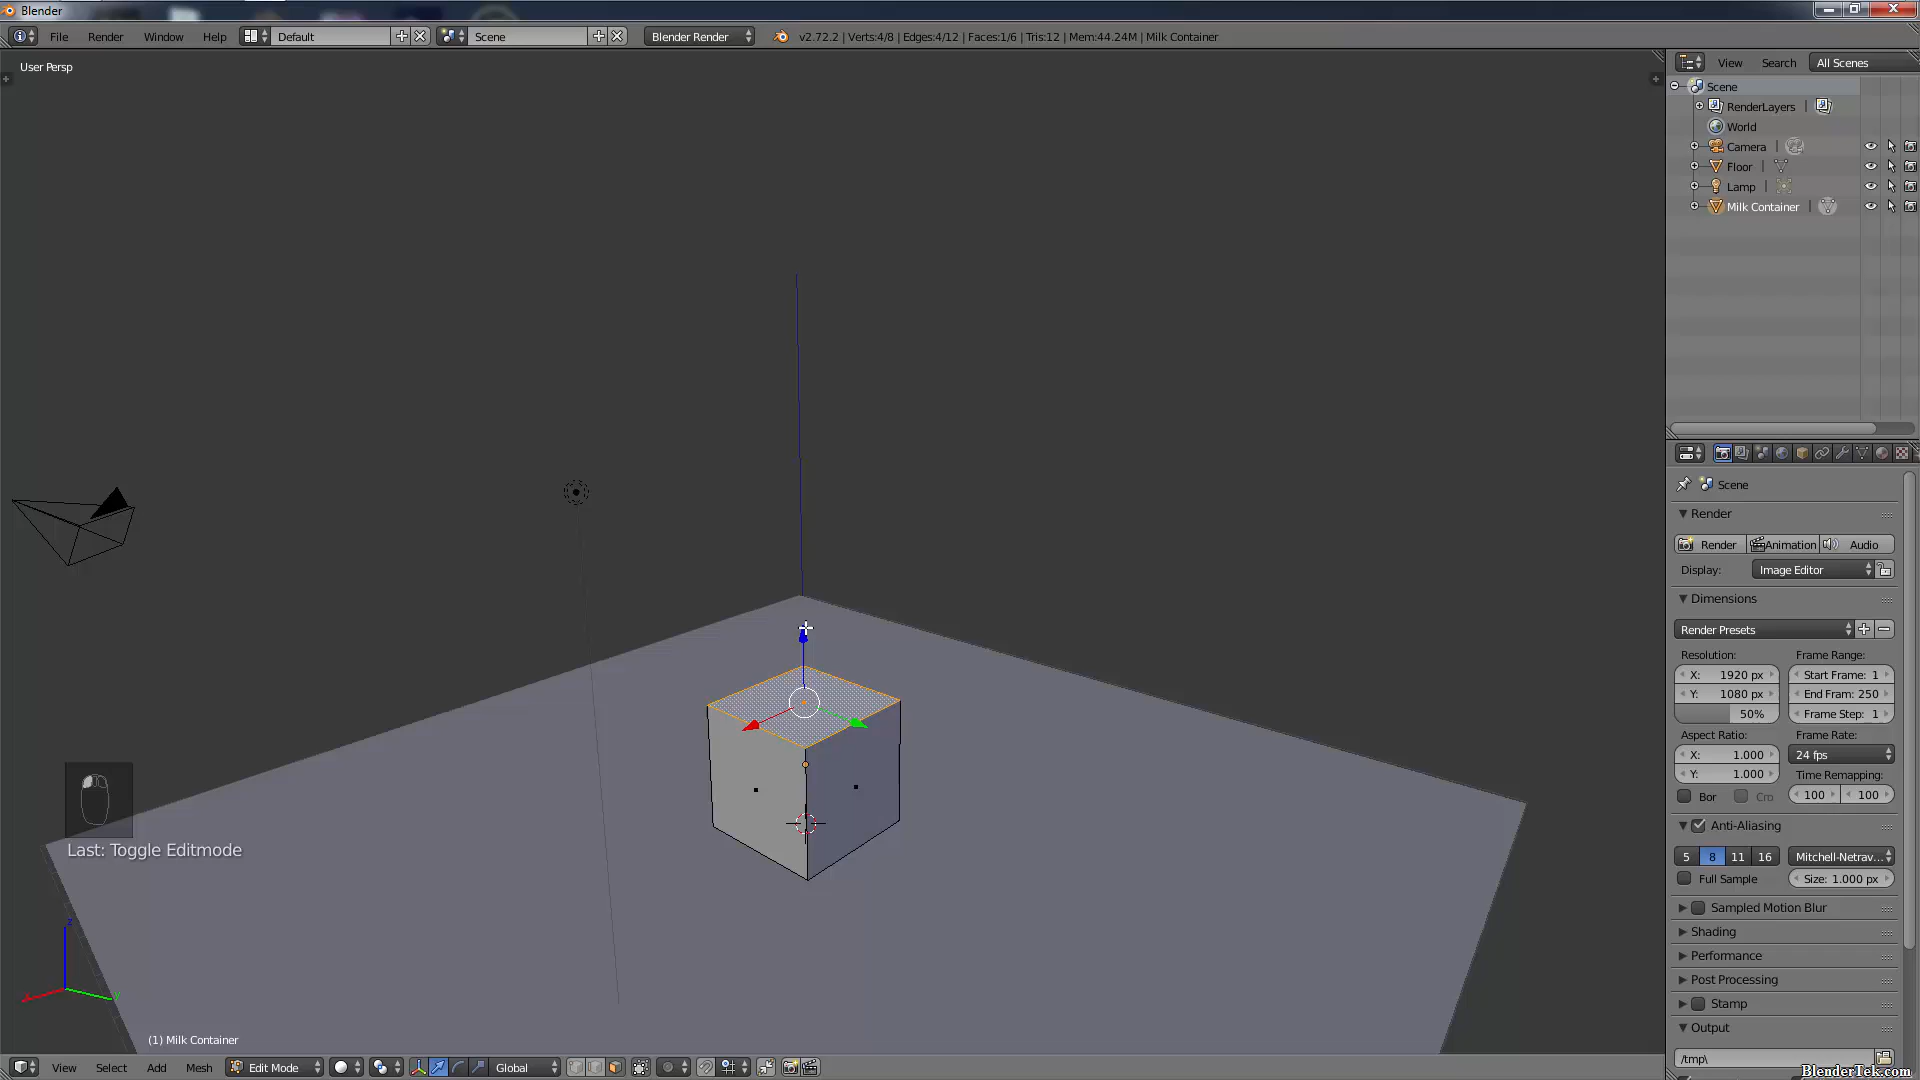 Blender
File Render Window Help Default Scene Blender Render v2.72.2 | Verts:4/8 | Edges:4/12 | Faces:1/6 | Tris:12 | Mem:44.24M | Milk Container
User Persp
View Search All Scenes
Scene
RenderLayers
World
Camera
Floor
Lamp
Milk Container
Scene
Render
Render Animation Audio
Display: Image Editor
Dimensions
Render Presets
Resolution: Frame Range:
X: 1920 px Start Frame: 1
Y: 1080 px End Fram: 250
50% Frame Step: 1
Aspect Ratio: Frame Rate:
X: 1.000 24 fps
Y: 1.000 Time Remapping:
Bor Cro 100 100
Anti-Aliasing
5 8 11 16 Mitchell-Netrav...
Full Sample Size: 1.000 px
Sampled Motion Blur
Shading
Performance
Post Processing
Stamp
Output
/tmp\
Last: Toggle Editmode
z
x y
(1) Milk Container
View Select Add Mesh Edit Mode Global
BlenderTek.com